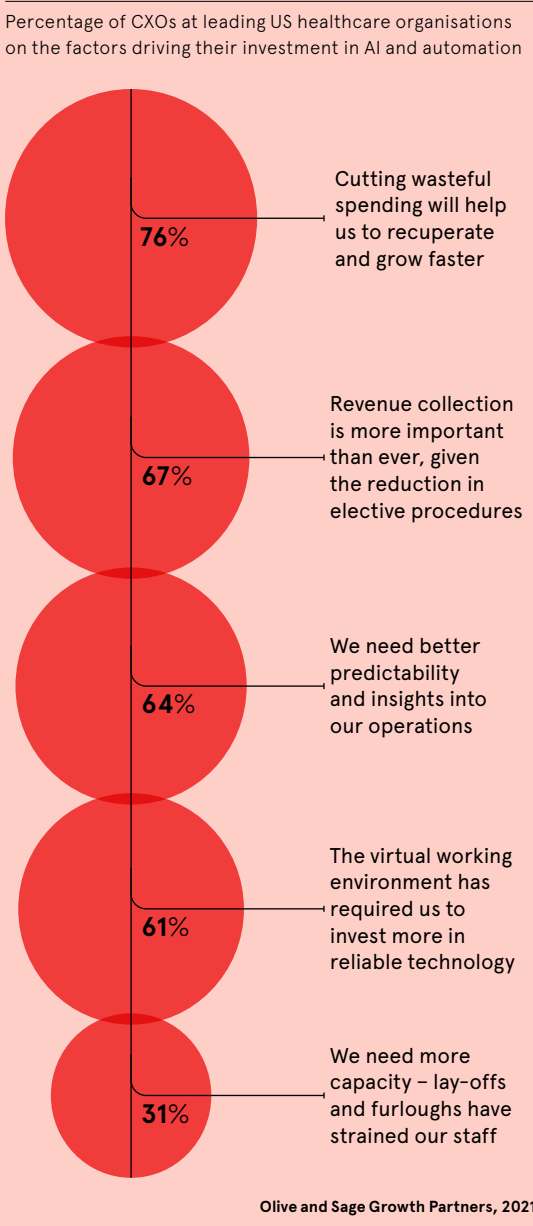 Percentage of CXOs at leading US healthcare organisations
on the factors driving their investment in AI and automation
76%
Cutting wasteful
spending will help
us to recuperate
and grow faster
67%
Revenue collection
is more important
than ever, given
the reduction in
elective procedures
64%
We need better
predictability
and insights into
our operations
61%
The virtual working
environment has
required us to
invest more in
reliable technology
31%
We need more
capacity – lay-offs
and furloughs have
strained our staff
Olive and Sage Growth Partners, 2021